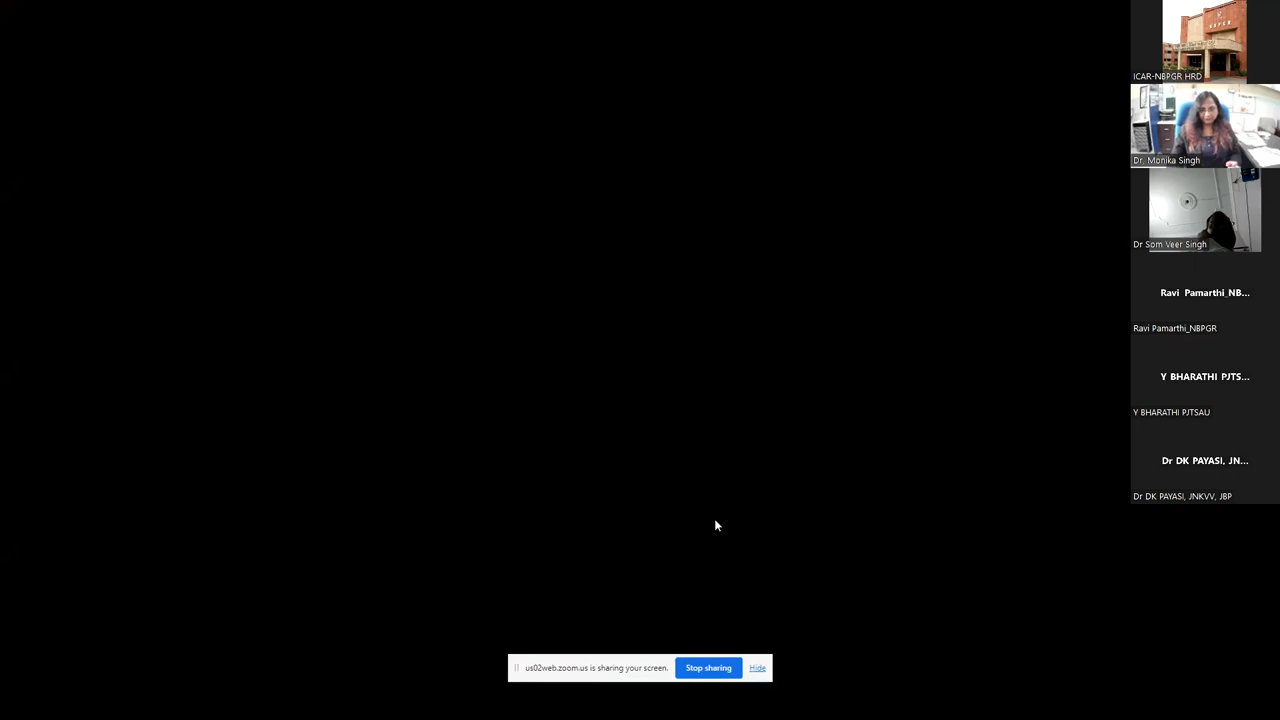 NBPGR
ICAR-NBPGR HRD
Dr. Monika Singh
Dr Som Veer Singh
Ravi Pamarthi_NB...
Ravi Pamarthi_NBPGR
Y BHARATHI PJTS...
Y BHARATHI PJTSAU
Dr DK PAYASI, JN...
Dr DK PAYASI, JNKVV, JBP
us02web.zoom.us is sharing your screen. Stop sharing Hide